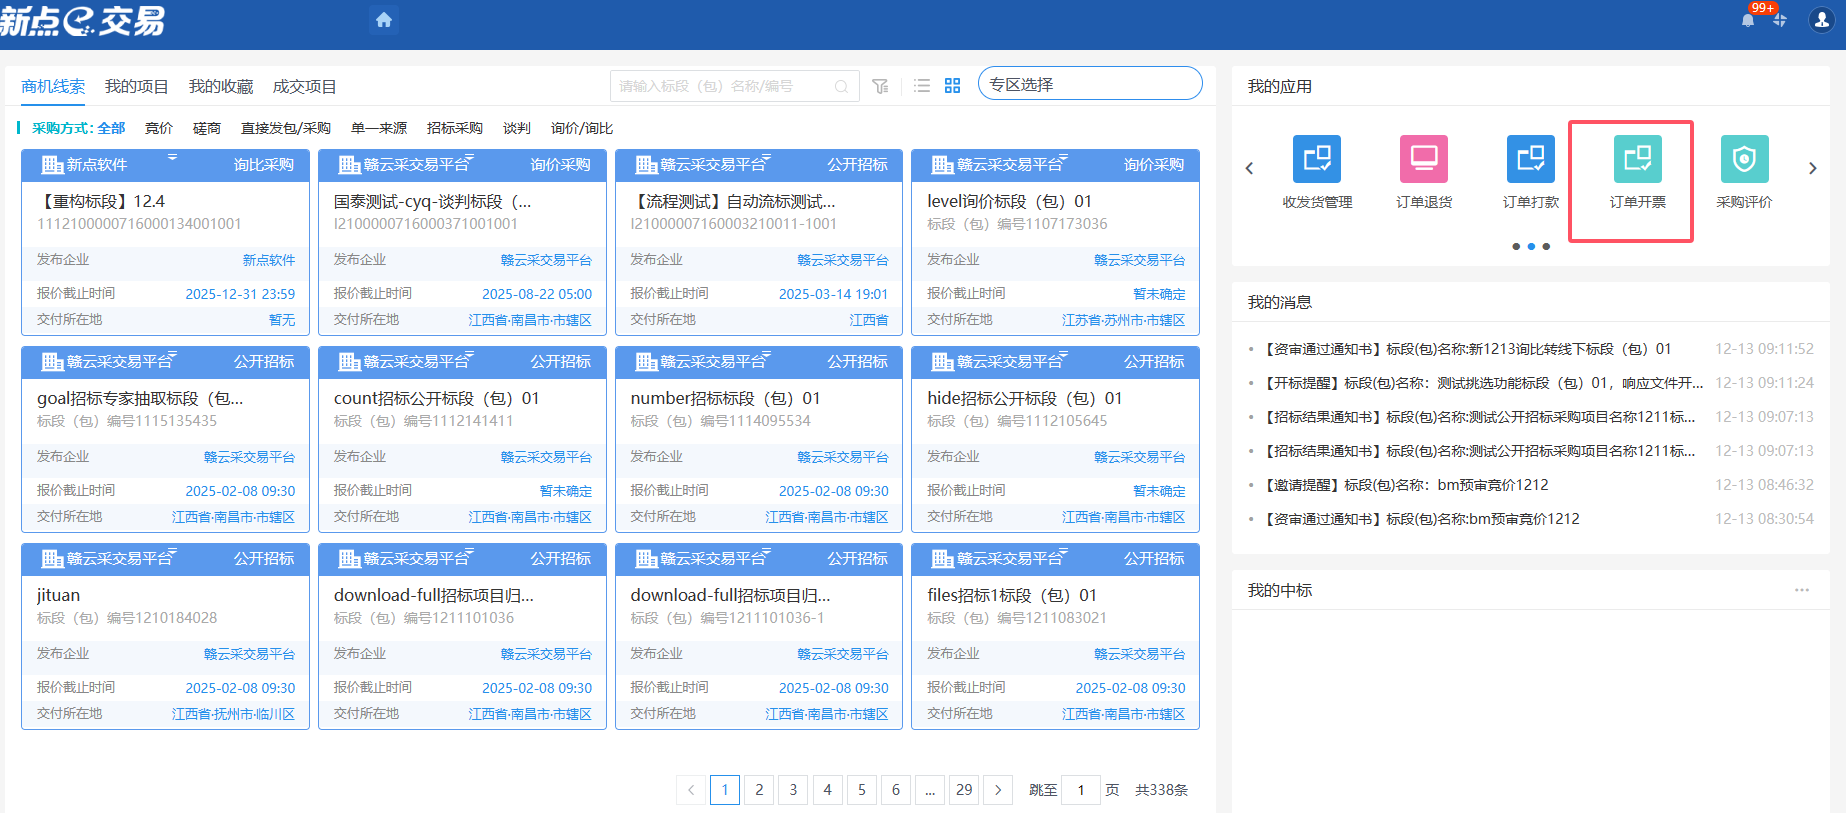 新点e交易
99+
商机线索 我的项目 我的收藏 成交项目
请输入标段（包）名称/编号
专区选择
采购方式: 全部 竞价 磋商 直接发包/采购 单一来源 招标采购 谈判 询价/询比
新点软件 询比采购
【重构标段】12.4
1112100000716000134001001
发布企业 新点软件
报价截止时间 2025-12-31 23:59
交付所在地 暂无
赣云采交易平台 询价采购
国泰测试-cyq-谈判标段（...
I2100000716000371001001
发布企业 赣云采交易平台
报价截止时间 2025-08-22 05:00
交付所在地 江西省·南昌市·市辖区
赣云采交易平台 公开招标
【流程测试】自动流标测试...
I21000007160003210011-1001
发布企业 赣云采交易平台
报价截止时间 2025-03-14 19:01
交付所在地 江西省
赣云采交易平台 询价采购
level询价标段（包）01
标段（包）编号1107173036
发布企业 赣云采交易平台
报价截止时间 暂未确定
交付所在地 江苏省·苏州市·市辖区
赣云采交易平台 公开招标
goal招标专家抽取标段（包...
标段（包）编号1115135435
发布企业 赣云采交易平台
报价截止时间 2025-02-08 09:30
交付所在地 江西省·南昌市·市辖区
赣云采交易平台 公开招标
count招标公开标段（包）01
标段（包）编号1112141411
发布企业 赣云采交易平台
报价截止时间 暂未确定
交付所在地 江西省·南昌市·市辖区
赣云采交易平台 公开招标
number招标标段（包）01
标段（包）编号1114095534
发布企业 赣云采交易平台
报价截止时间 2025-02-08 09:30
交付所在地 江西省·南昌市·市辖区
赣云采交易平台 公开招标
hide招标公开标段（包）01
标段（包）编号1112105645
发布企业 赣云采交易平台
报价截止时间 暂未确定
交付所在地 江西省·南昌市·市辖区
赣云采交易平台 公开招标
jituan
标段（包）编号1210184028
发布企业 赣云采交易平台
报价截止时间 2025-02-08 09:30
交付所在地 江西省·抚州市·临川区
赣云采交易平台 公开招标
download-full招标项目归...
标段（包）编号1211101036
发布企业 赣云采交易平台
报价截止时间 2025-02-08 09:30
交付所在地 江西省·南昌市·市辖区
赣云采交易平台 公开招标
download-full招标项目归...
标段（包）编号1211101036-1
发布企业 赣云采交易平台
报价截止时间 2025-02-08 09:30
交付所在地 江西省·南昌市·市辖区
赣云采交易平台 公开招标
files招标1标段（包）01
标段（包）编号1211083021
发布企业 赣云采交易平台
报价截止时间 2025-02-08 09:30
交付所在地 江西省·南昌市·市辖区
1 2 3 4 5 6 ... 29 跳至 1 页 共338条
我的应用
收发货管理 订单退货 订单打款 订单开票 采购评价
我的消息
【资审通过通知书】标段(包)名称:新1213询比转线下标段（包）01 12-13 09:11:52
【开标提醒】标段(包)名称：测试挑选功能标段（包）01，响应文件开... 12-13 09:11:24
【招标结果通知书】标段(包)名称:测试公开招标采购项目名称1211标... 12-13 09:07:13
【招标结果通知书】标段(包)名称:测试公开招标采购项目名称1211标... 12-13 09:07:13
【邀请提醒】标段(包)名称：bm预审竞价1212 12-13 08:46:32
【资审通过通知书】标段(包)名称:bm预审竞价1212 12-13 08:30:54
我的中标